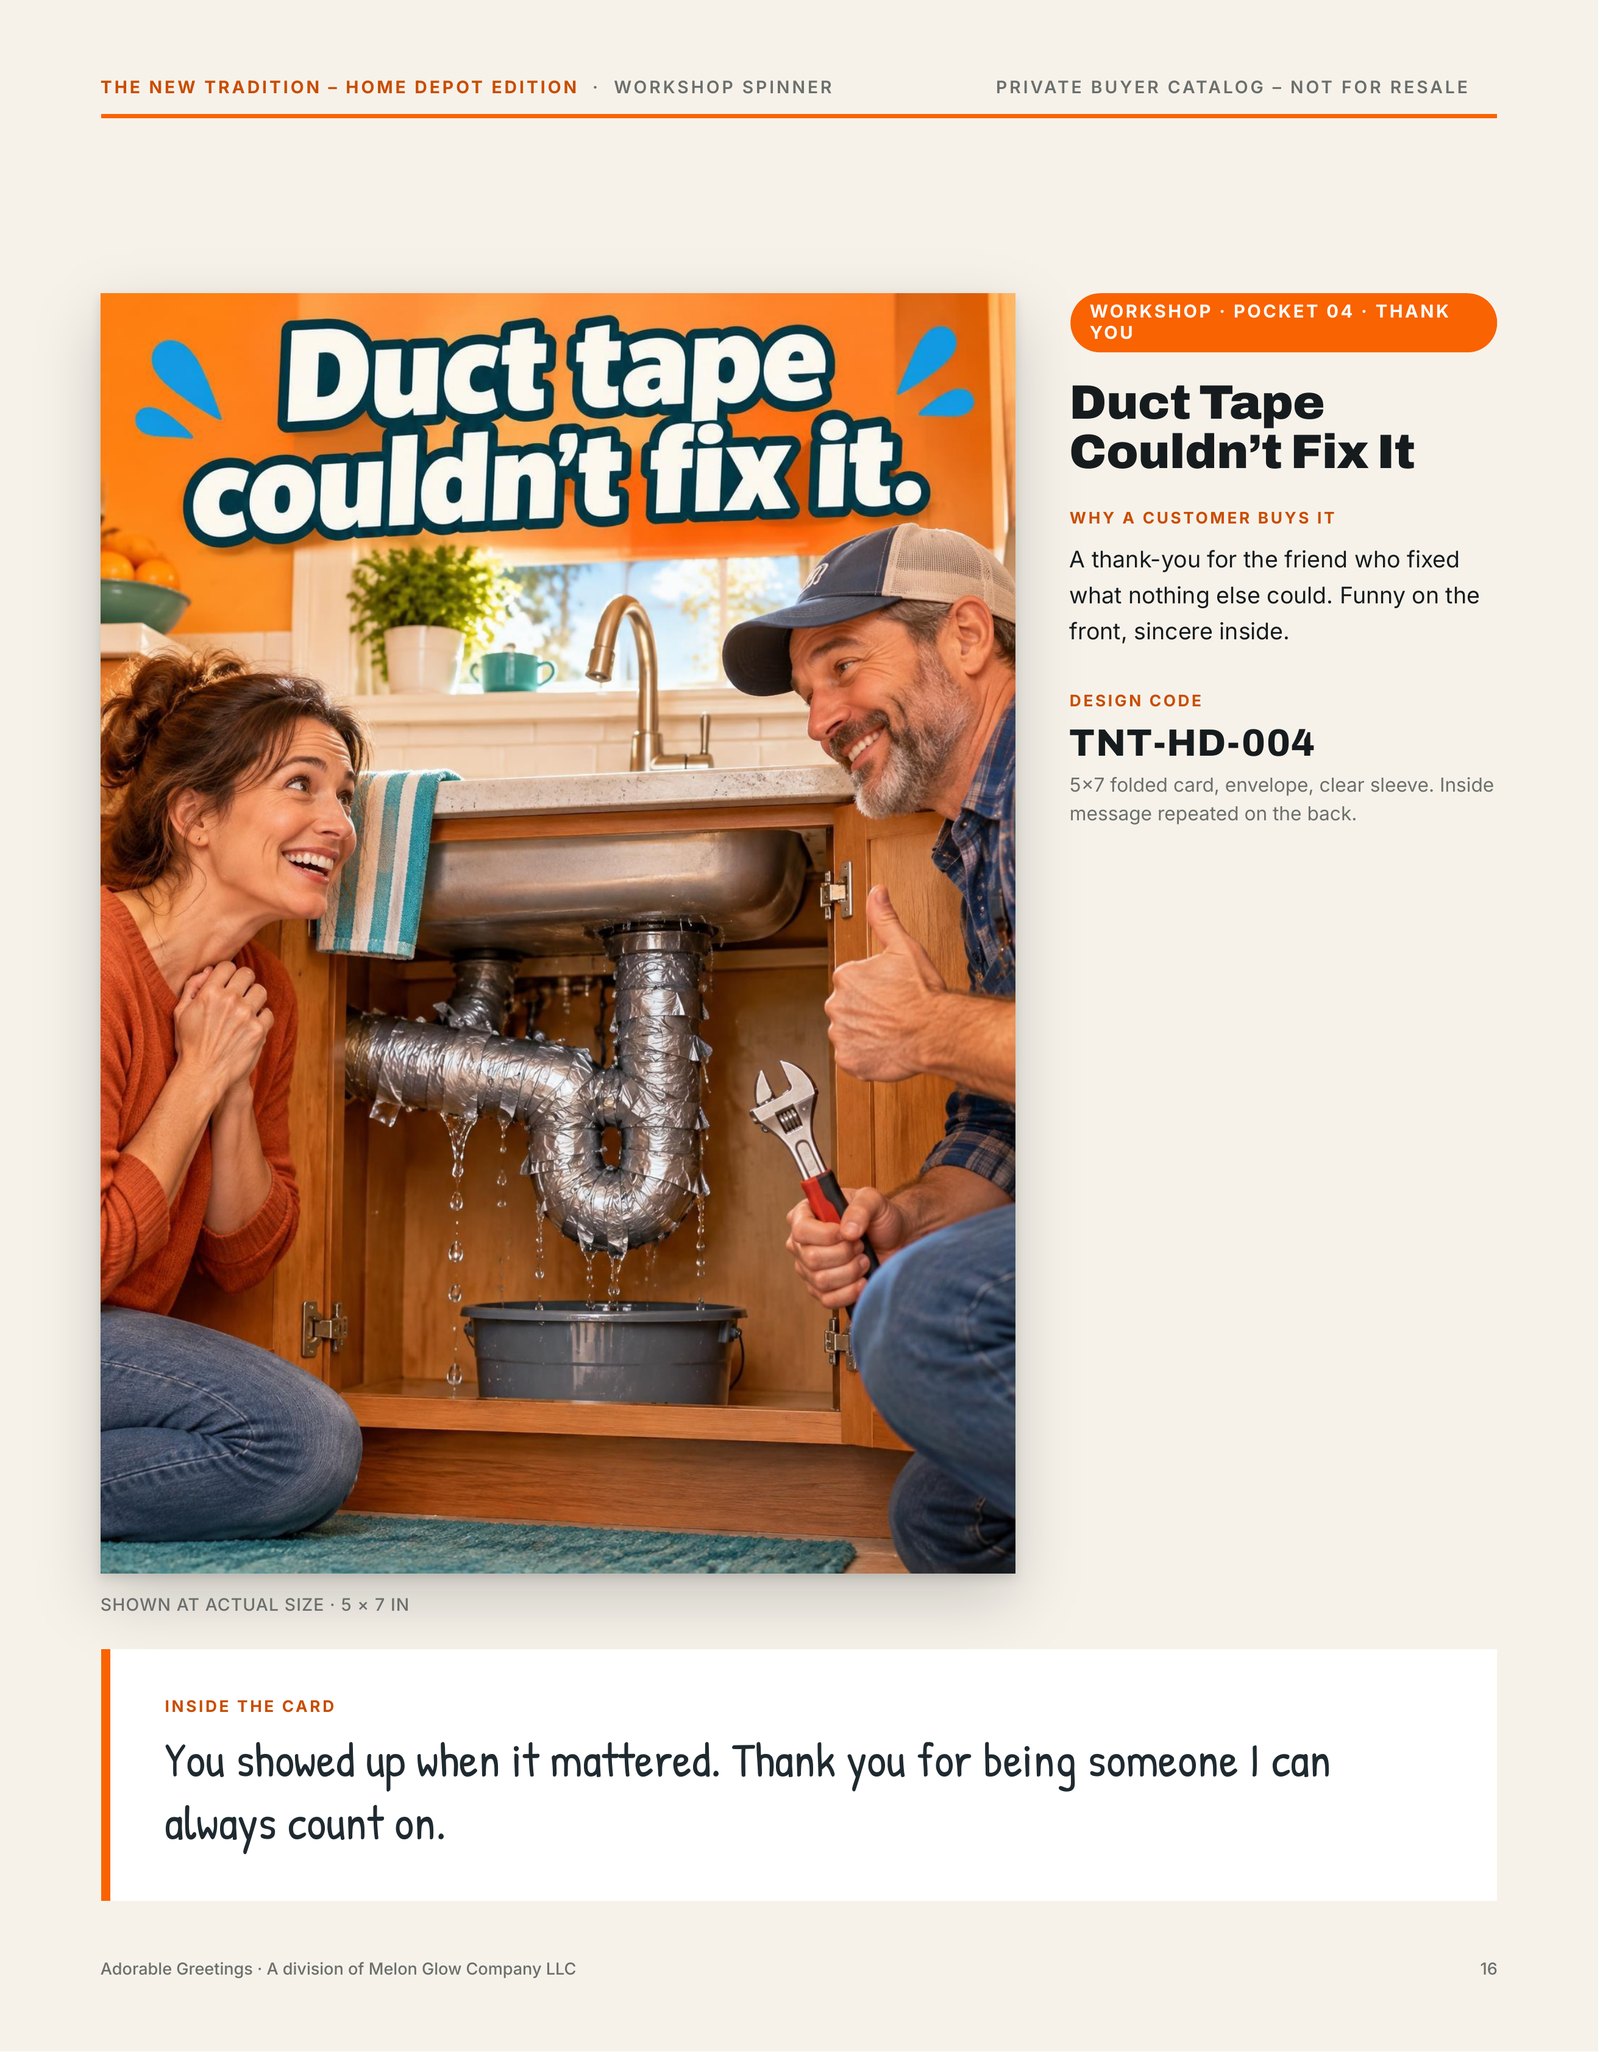 THE NEW TRADITION – HOME DEPOT EDITION · WORKSHOP SPINNER
PRIVATE BUYER CATALOG – NOT FOR RESALE
Duct tape
couldn't fix it.
SHOWN AT ACTUAL SIZE · 5 × 7 IN
WORKSHOP · POCKET 04 · THANK
YOU
Duct Tape
Couldn’t Fix It
WHY A CUSTOMER BUYS IT
A thank-you for the friend who fixed
what nothing else could. Funny on the
front, sincere inside.
DESIGN CODE
TNT-HD-004
5×7 folded card, envelope, clear sleeve. Inside
message repeated on the back.
INSIDE THE CARD
You showed up when it mattered. Thank you for being someone I can
always count on.
Adorable Greetings · A division of Melon Glow Company LLC
16